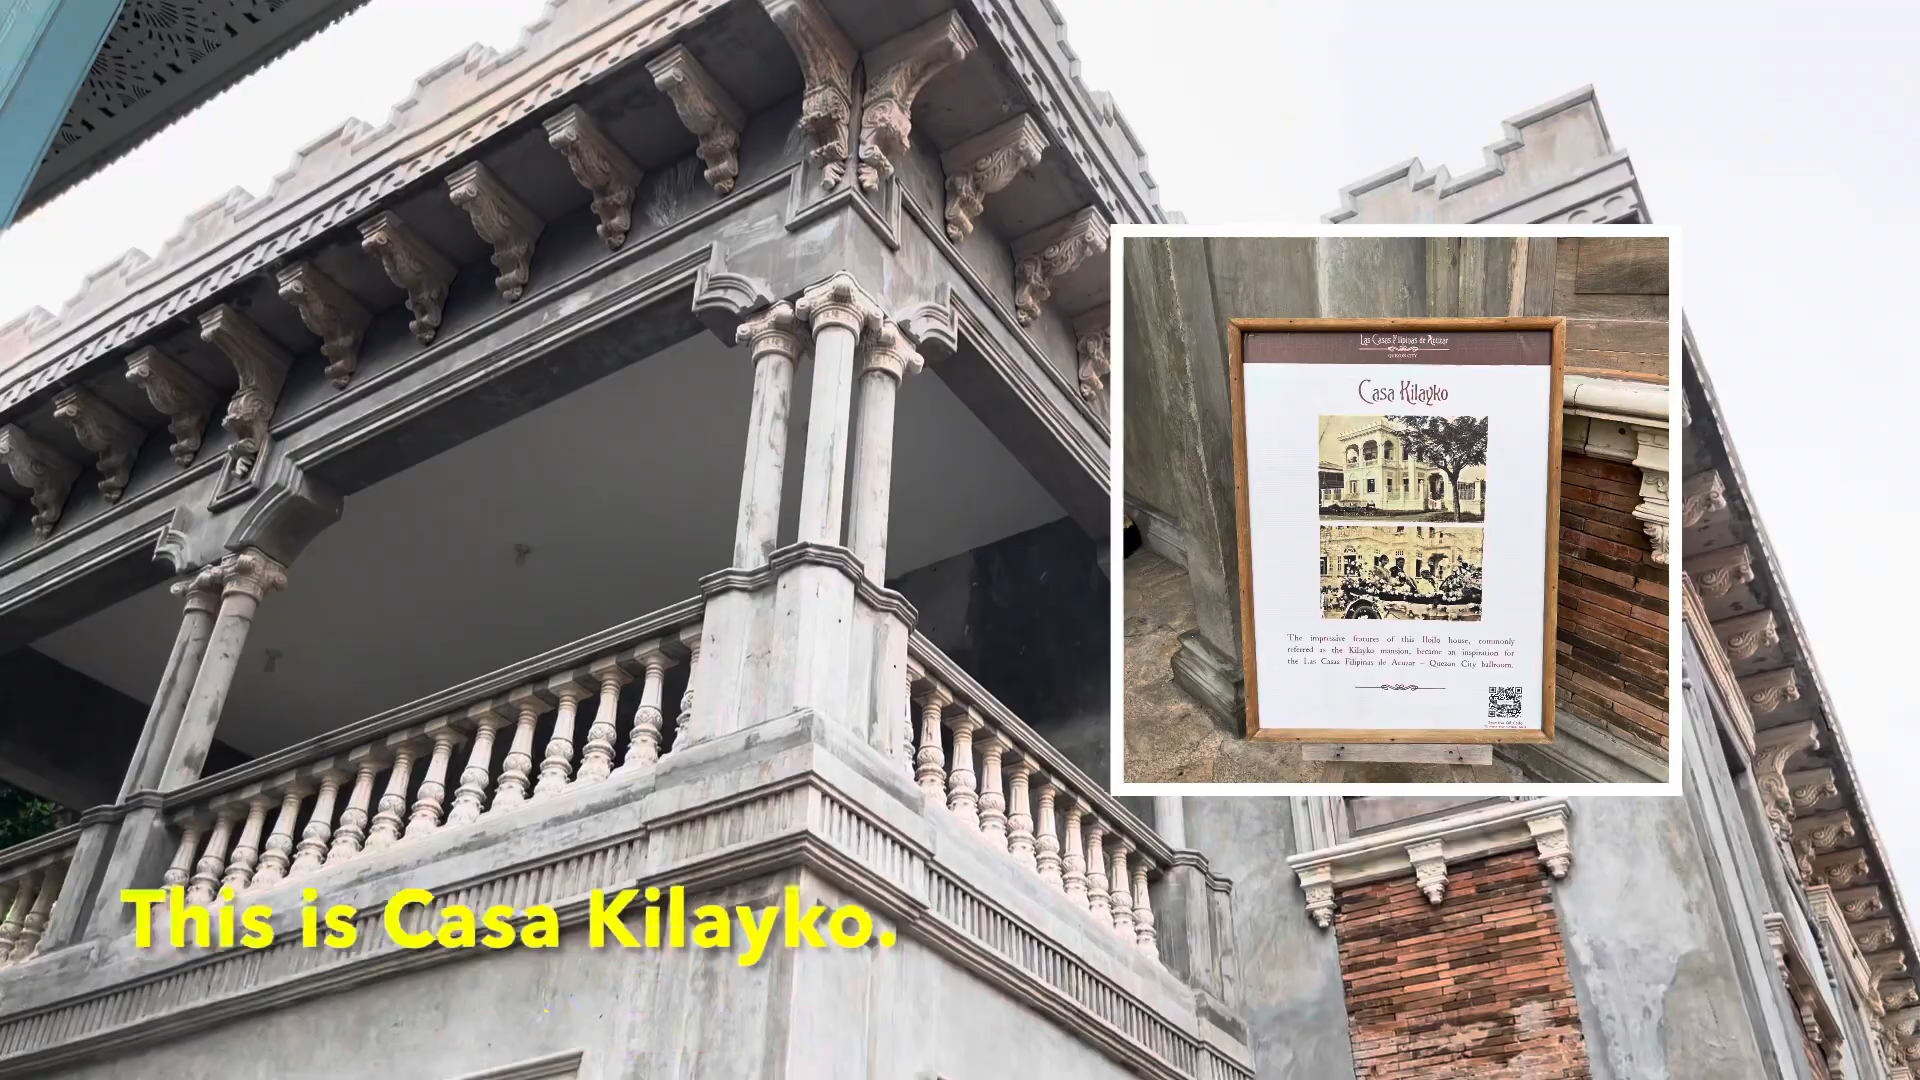 Las Casas Filipinas de Acuzar
QUEZON CITY
Casa Kilayko
The impressive features of this Iloilo house, commonly
referred as the Kilayko mansion, became an inspiration for
the Las Casas Filipinas de Acuzar – Quezon City ballroom.
This is Casa Kilayko.